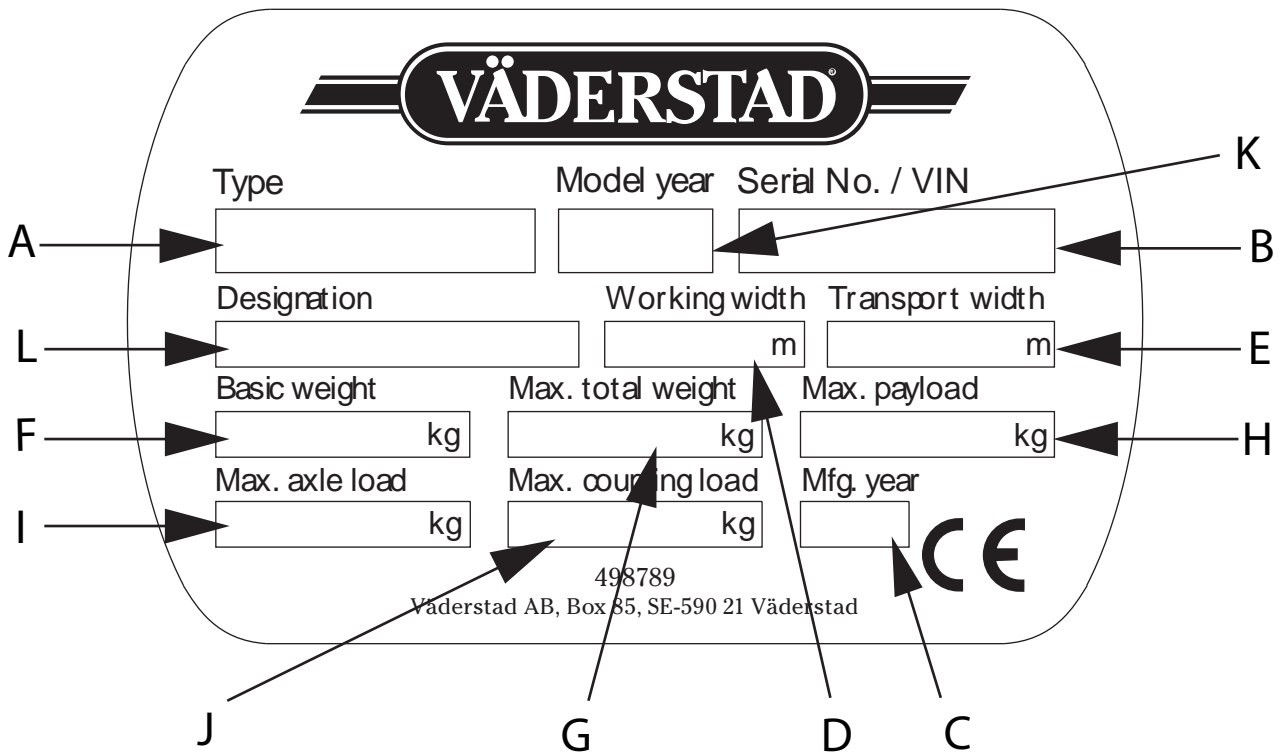 VÄDERSTAD®
K
Type Model year Serial No. / VIN
A B
Designation Working width Transport width
L m m E
Basic weight Max. total weight Max. payload
F kg kg kg H
Max. axle load Max. coupling load Mfg. year
I kg kg CE
498789
Väderstad AB, Box 85, SE-590 21 Väderstad
J G D C